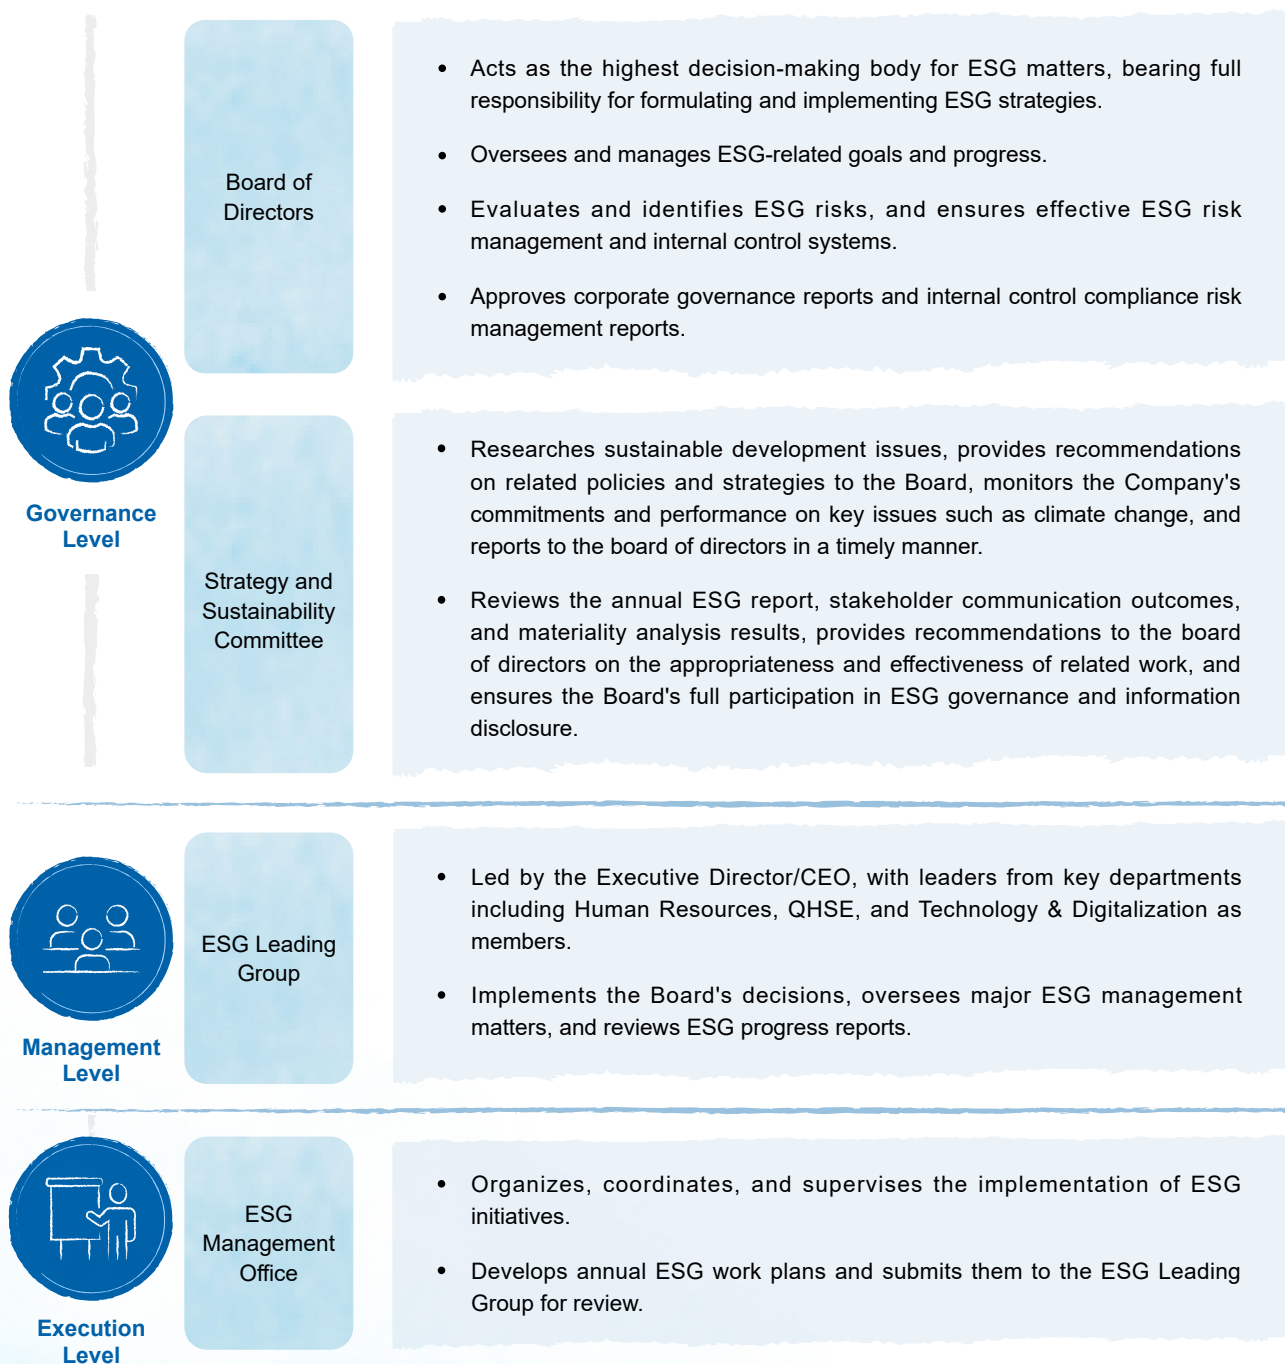 Board of
Directors
• Acts as the highest decision-making body for ESG matters, bearing full
responsibility for formulating and implementing ESG strategies.
• Oversees and manages ESG-related goals and progress.
• Evaluates and identifies ESG risks, and ensures effective ESG risk
management and internal control systems.
• Approves corporate governance reports and internal control compliance risk
management reports.
Governance
Level
Strategy and
Sustainability
Committee
• Researches sustainable development issues, provides recommendations
on related policies and strategies to the Board, monitors the Company's
commitments and performance on key issues such as climate change, and
reports to the board of directors in a timely manner.
• Reviews the annual ESG report, stakeholder communication outcomes,
and materiality analysis results, provides recommendations to the board
of directors on the appropriateness and effectiveness of related work, and
ensures the Board's full participation in ESG governance and information
disclosure.
Management
Level
ESG Leading
Group
• Led by the Executive Director/CEO, with leaders from key departments
including Human Resources, QHSE, and Technology & Digitalization as
members.
• Implements the Board's decisions, oversees major ESG management
matters, and reviews ESG progress reports.
Execution
Level
ESG
Management
Office
• Organizes, coordinates, and supervises the implementation of ESG
initiatives.
• Develops annual ESG work plans and submits them to the ESG Leading
Group for review.